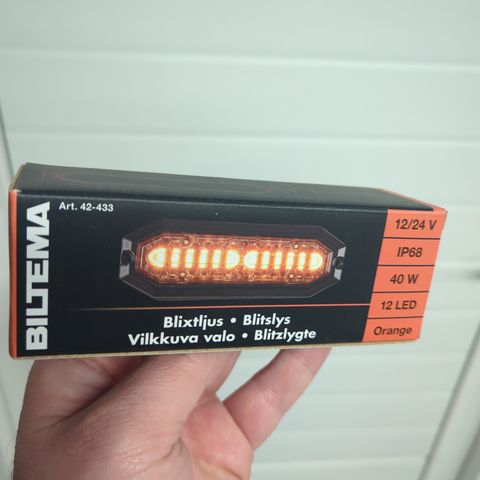 BILTEMA
Art. 42-433
Blixtljus • Blitslys
Vilkkuva valo • Blitzlygte
12/24 V
IP68
40 W
12 LED
Orange